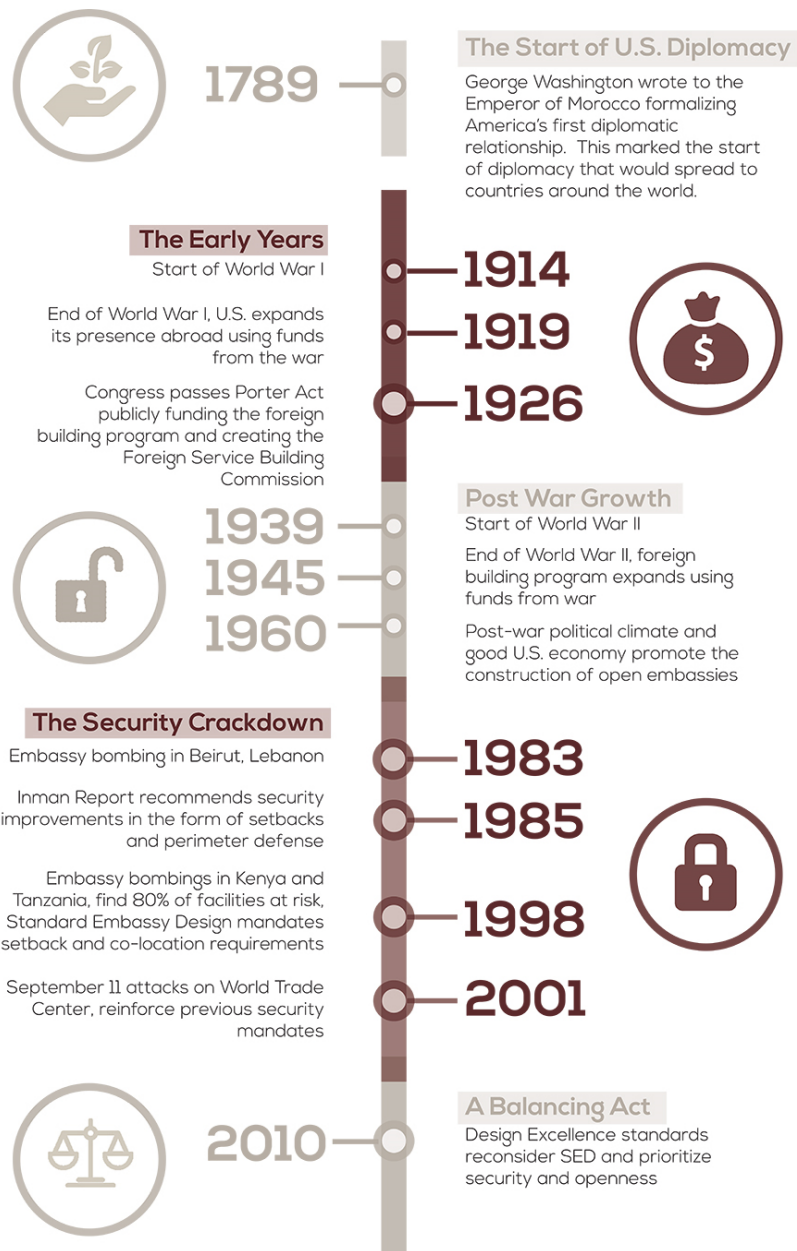 1789
The Start of U.S. Diplomacy
George Washington wrote to the
Emperor of Morocco formalizing
America's first diplomatic
relationship.  This marked the start
of diplomacy that would spread to
countries around the world.
The Early Years
Start of World War I
1914
End of World War I, U.S. expands
its presence abroad using funds
from the war
1919
$
Congress passes Porter Act
publicly funding the foreign
building program and creating the
Foreign Service Building
Commission
1926
Post War Growth
1939
Start of World War II
1945
End of World War II, foreign
building program expands using
funds from war
1960
Post-war political climate and
good U.S. economy promote the
construction of open embassies
The Security Crackdown
Embassy bombing in Beirut, Lebanon
1983
Inman Report recommends security
improvements in the form of setbacks
and perimeter defense
1985
Embassy bombings in Kenya and
Tanzania, find 80% of facilities at risk,
Standard Embassy Design mandates
setback and co-location requirements
1998
September 11 attacks on World Trade
Center, reinforce previous security
mandates
2001
2010
A Balancing Act
Design Excellence standards
reconsider SED and prioritize
security and openness